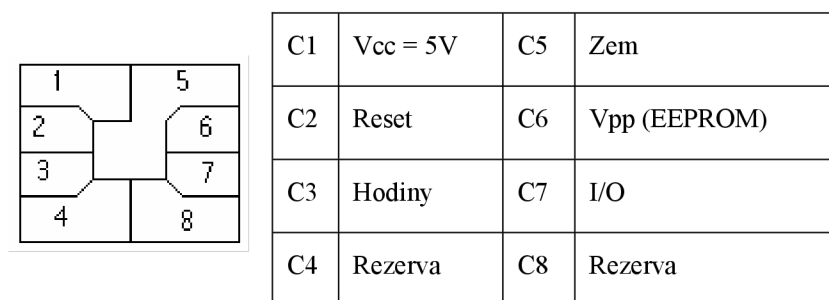 1 5
2 6
3 7
4 8
C1 Vcc = 5V C5 Zem
C2 Reset C6 Vpp (EEPROM)
C3 Hodiny C7 I/O
C4 Rezerva C8 Rezerva